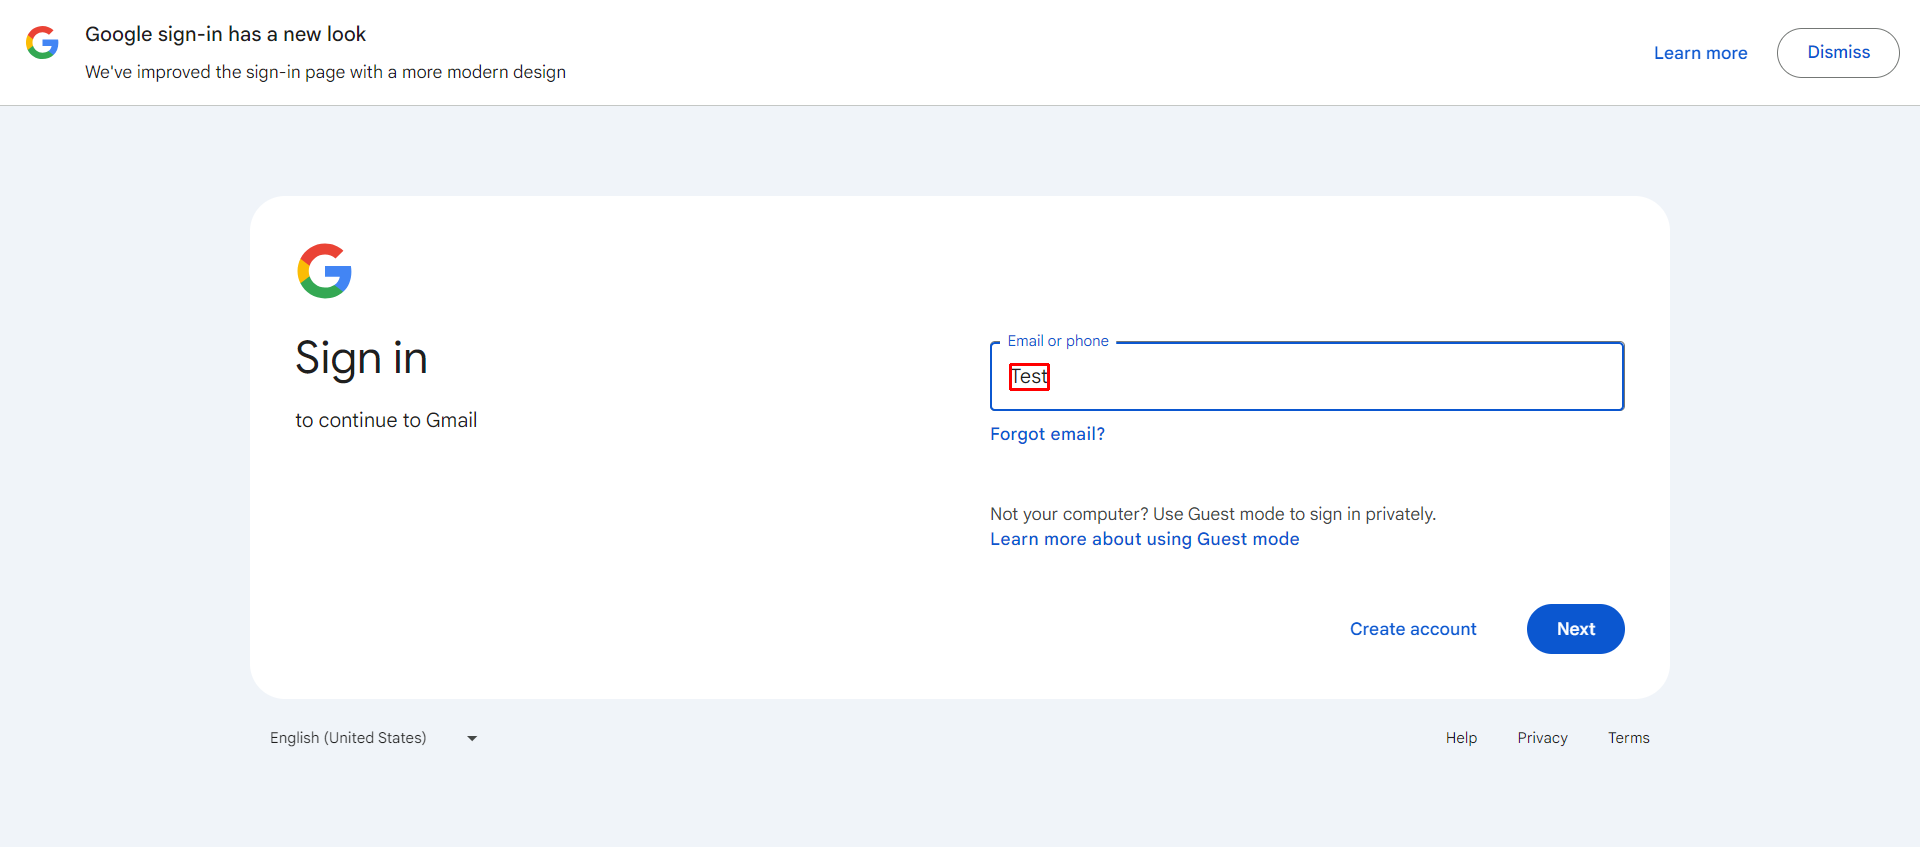 Google sign-in has a new look
We've improved the sign-in page with a more modern design
Learn more
Dismiss
Sign in
to continue to Gmail
Email or phone
Test
Forgot email?
Not your computer? Use Guest mode to sign in privately.
Learn more about using Guest mode
Create account
Next
English (United States)
Help
Privacy
Terms